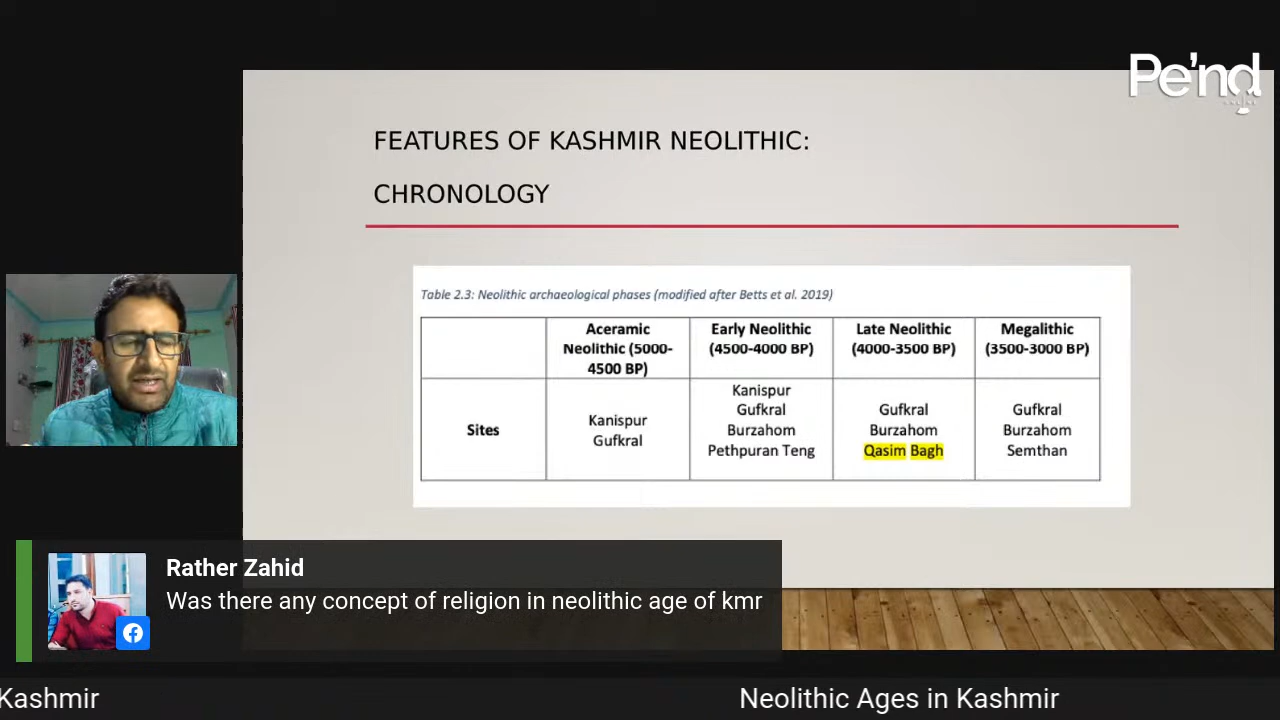 Pe'nd
FEATURES OF KASHMIR NEOLITHIC:
CHRONOLOGY
Table 2.3: Neolithic archaeological phases (modified after Betts et al. 2019)
Aceramic Neolithic (5000-4500 BP) Early Neolithic (4500-4000 BP) Late Neolithic (4000-3500 BP) Megalithic (3500-3000 BP)
Sites
Kanispur
Gufkral
Kanispur
Gufkral
Burzahom
Pethpuran Teng
Gufkral
Burzahom
Qasim Bagh
Gufkral
Burzahom
Semthan
Rather Zahid
Was there any concept of religion in neolithic age of kmr
Kashmir
Neolithic Ages in Kashmir